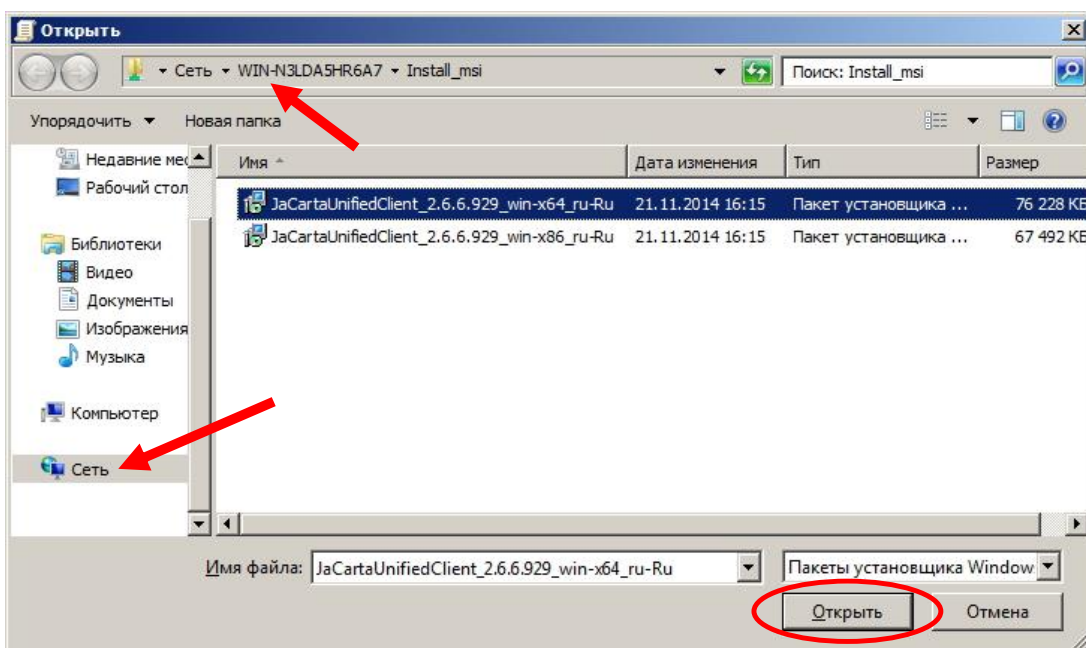 Открыть
Сеть WIN-N3LDA5HR6A7 Install_msi Поиск: Install_msi
Упорядочить Новая папка
Недавние мес
Рабочий стол
Библиотеки
Видео
Документы
Изображения
Музыка
Компьютер
Сеть
Имя Дата изменения Тип Размер
JaCartaUnifiedClient_2.6.6.929_win-x64_ru-Ru 21.11.2014 16:15 Пакет установщика ... 76 228 КБ
JaCartaUnifiedClient_2.6.6.929_win-x86_ru-Ru 21.11.2014 16:15 Пакет установщика ... 67 492 КБ
Имя файла: JaCartaUnifiedClient_2.6.6.929_win-x64_ru-Ru Пакеты установщика Window
Открыть Отмена